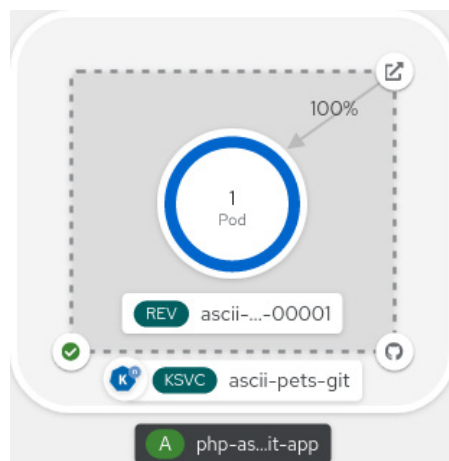 100%
1
Pod
REV ascii-...-00001
K n KSVC ascii-pets-git
A php-as...it-app